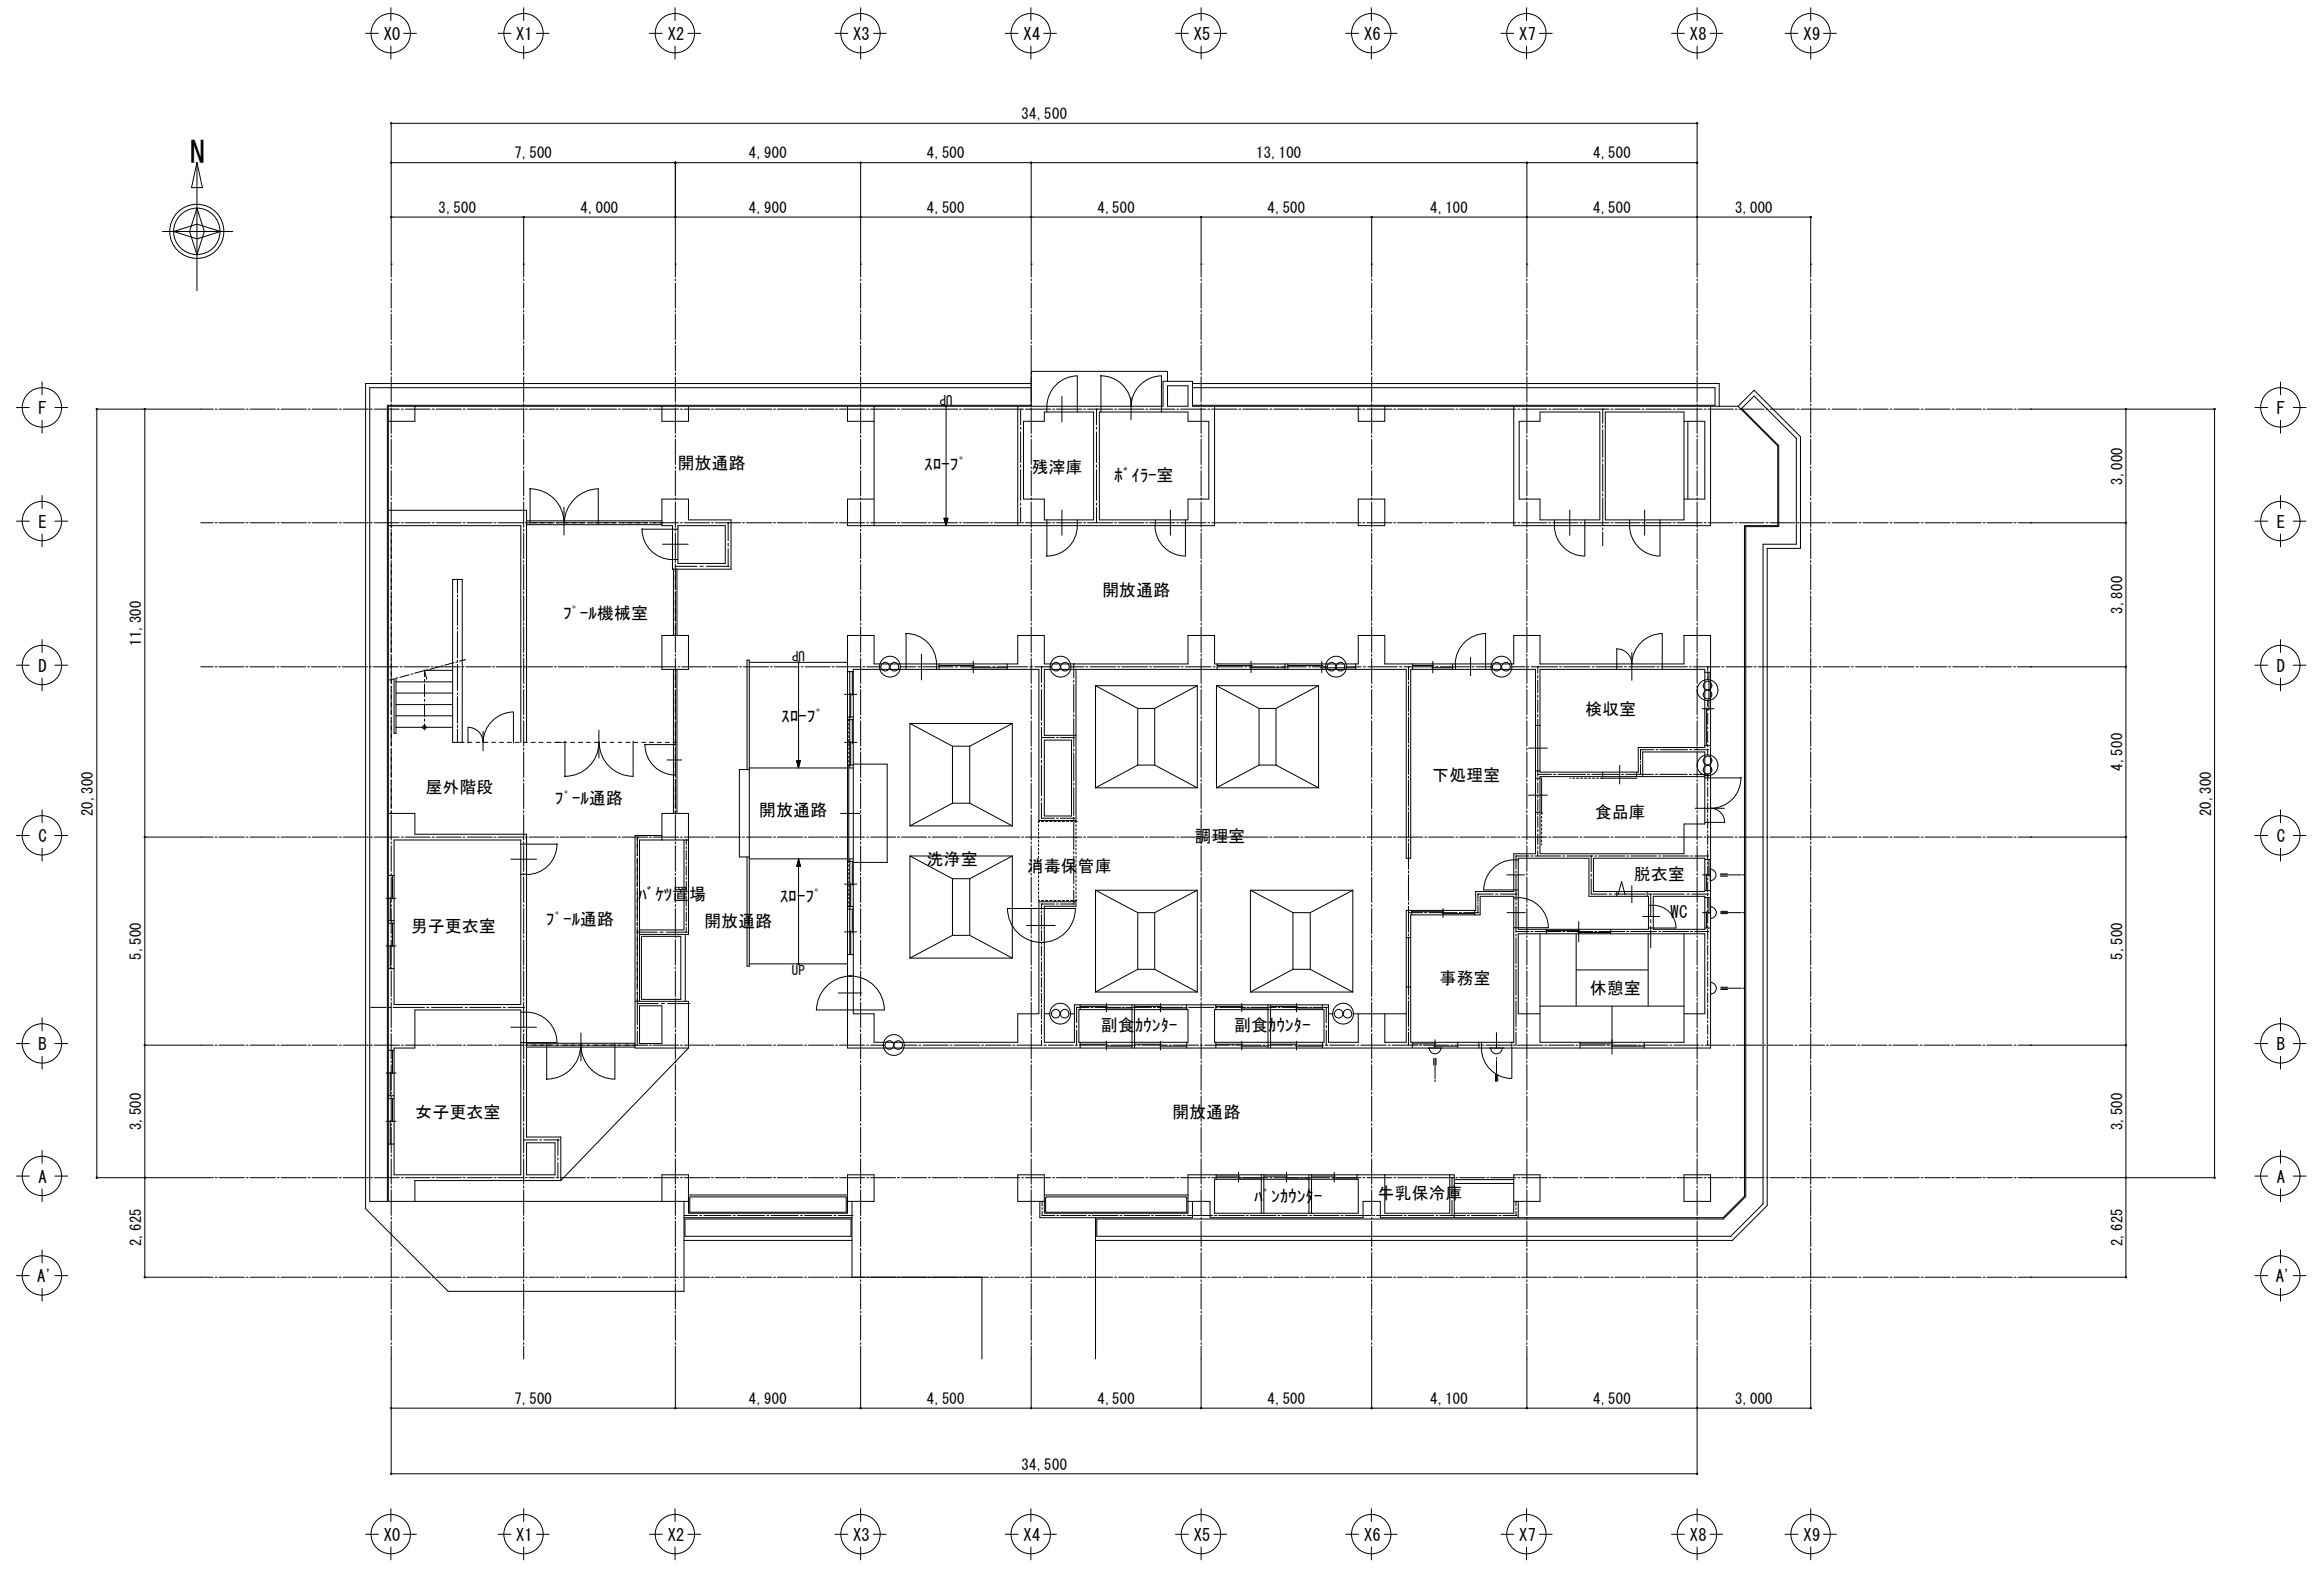 X0 X1 X2 X3 X4 X5 X6 X7 X8 X9
34,500
N
7,500 4,900 4,500 13,100 4,500
3,500 4,000 4,900 4,500 4,500 4,500 4,100 4,500 3,000
F
F
UP
開放通路
スロープ
残滓庫
ボイラー室
3,000
E
E
開放通路
3,800
プール機械室
11,300
D
D
UP
スロープ
検収室
4,500
下処理室
屋外階段
プール通路
20,300
20,300
開放通路
食品庫
C
C
調理室
洗浄室
消毒保管庫
脱衣室
バケツ置場
スロープ
WC
男子更衣室
プール通路
開放通路
5,500
5,500
UP
事務室
休憩室
副食カウンター
副食カウンター
B
B
女子更衣室
開放通路
3,500
3,500
A
A
パンカウンター
牛乳保冷庫
2,625
2,625
A'
A'
7,500 4,900 4,500 4,500 4,500 4,100 4,500 3,000
34,500
X0 X1 X2 X3 X4 X5 X6 X7 X8 X9